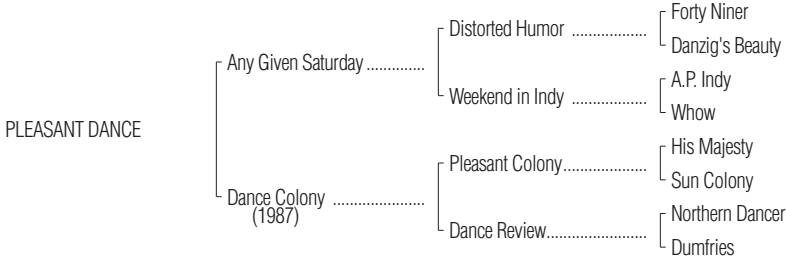 Forty Niner
Distorted Humor ...................
Danzig's Beauty
Any Given Saturday ..............
A.P. Indy
Weekend in Indy ...................
Whow
PLEASANT DANCE
His Majesty
Pleasant Colony.....................
Sun Colony
Dance Colony ......................
(1987)
Northern Dancer
Dance Review.........................
Dumfries